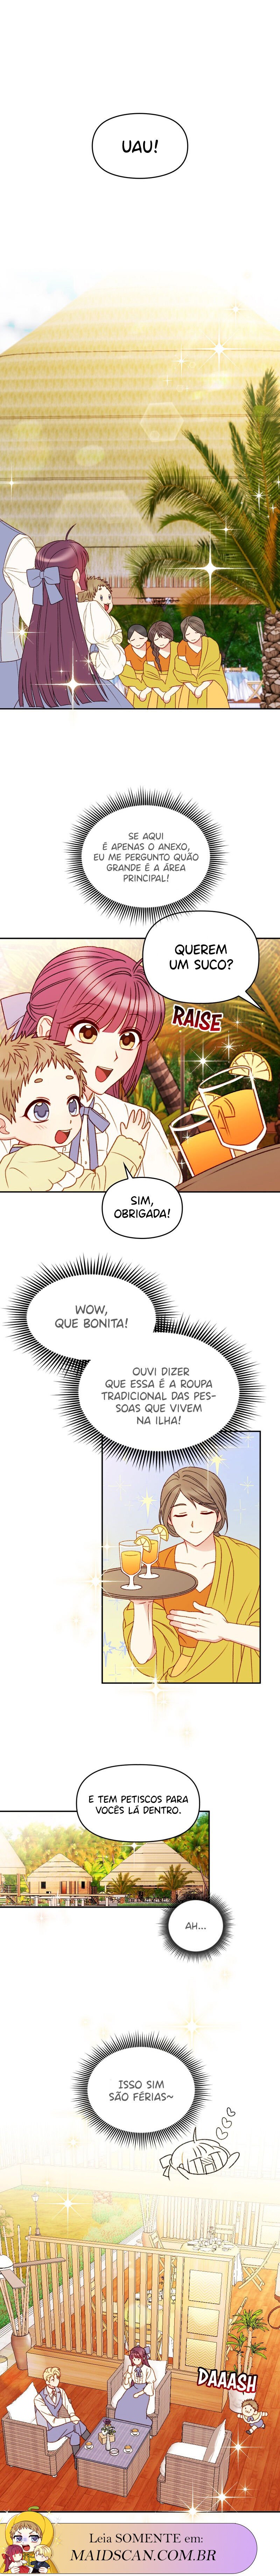 UAU!
SE AQUI
É APENAS O ANEXO,
EU ME PERGUNTO QUÃO
GRANDE É A ÁREA
PRINCIPAL!
QUEREM
UM SUCO?
RAISE
SIM,
OBRIGADA!
WOW,
QUE BONITA!
OUVI DIZER
QUE ESSA É A ROUPA
TRADICIONAL DAS PES-
SOAS QUE VIVEM
NA ILHA!
E TEM PETISCOS PARA
VOCÊS LÁ DENTRO.
AH...
ISSO SIM
SÃO FÉRIAS~
DAAASH
Leia SOMENTE em:
MAIDSCAN.COM.BR